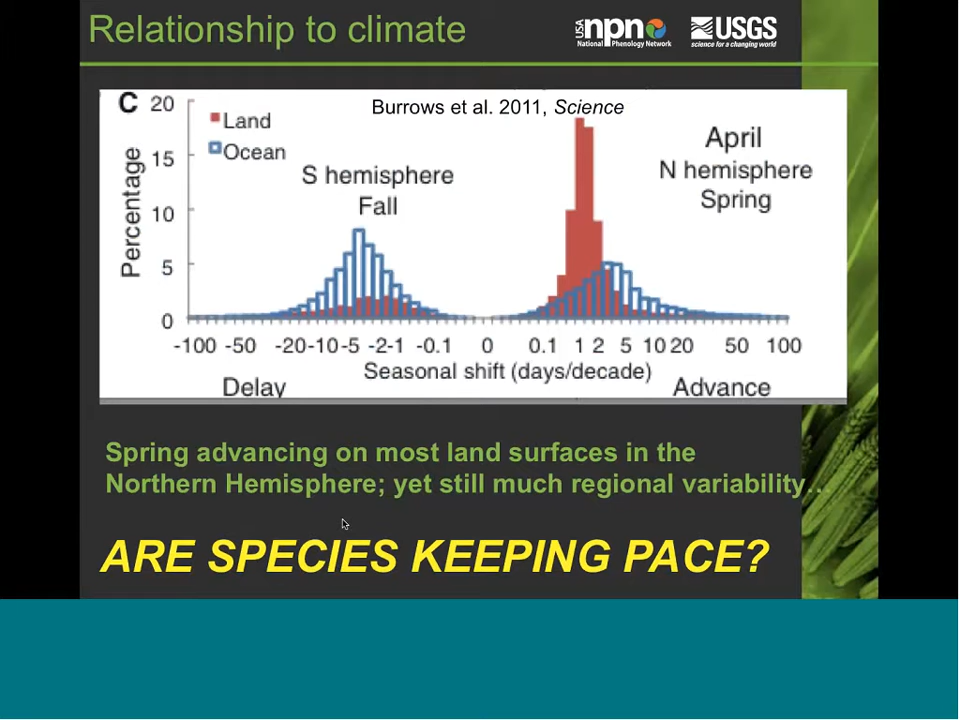 Relationship to climate
USA npn National Phenology Network
USGS
science for a changing world
C
Burrows et al. 2011, Science
Land
Ocean
S hemisphere
Fall
April
N hemisphere
Spring
Percentage
20
15
10
5
0
-100 -50 -20 -10 -5 -2 -1 -0.1 0 0.1 1 2 5 10 20 50 100
Seasonal shift (days/decade)
Delay
Advance
Spring advancing on most land surfaces in the
Northern Hemisphere; yet still much regional variability…
ARE SPECIES KEEPING PACE?